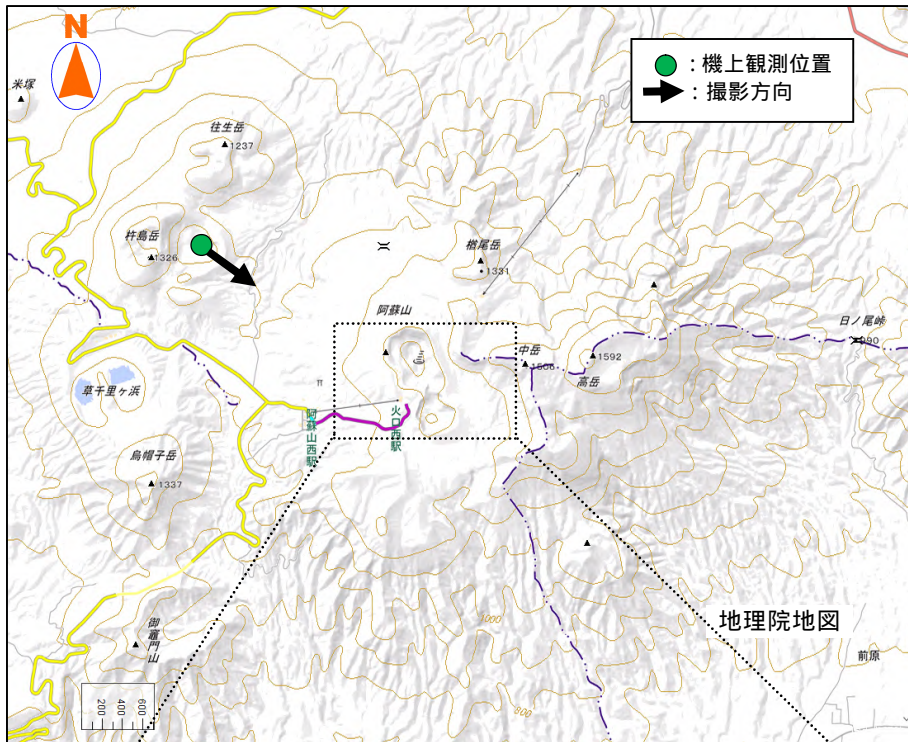 N
：機上観測位置
：撮影方向
米塚
往生岳
1237
杵島岳
1326
楢尾岳
1331
阿蘇山
日ノ尾峠
990
中岳
1506
1592
高岳
草千里ヶ浜
阿蘇山西駅
火口西駅
烏帽子岳
1337
1000
地理院地図
御竈門山
前原
800
200
400
600